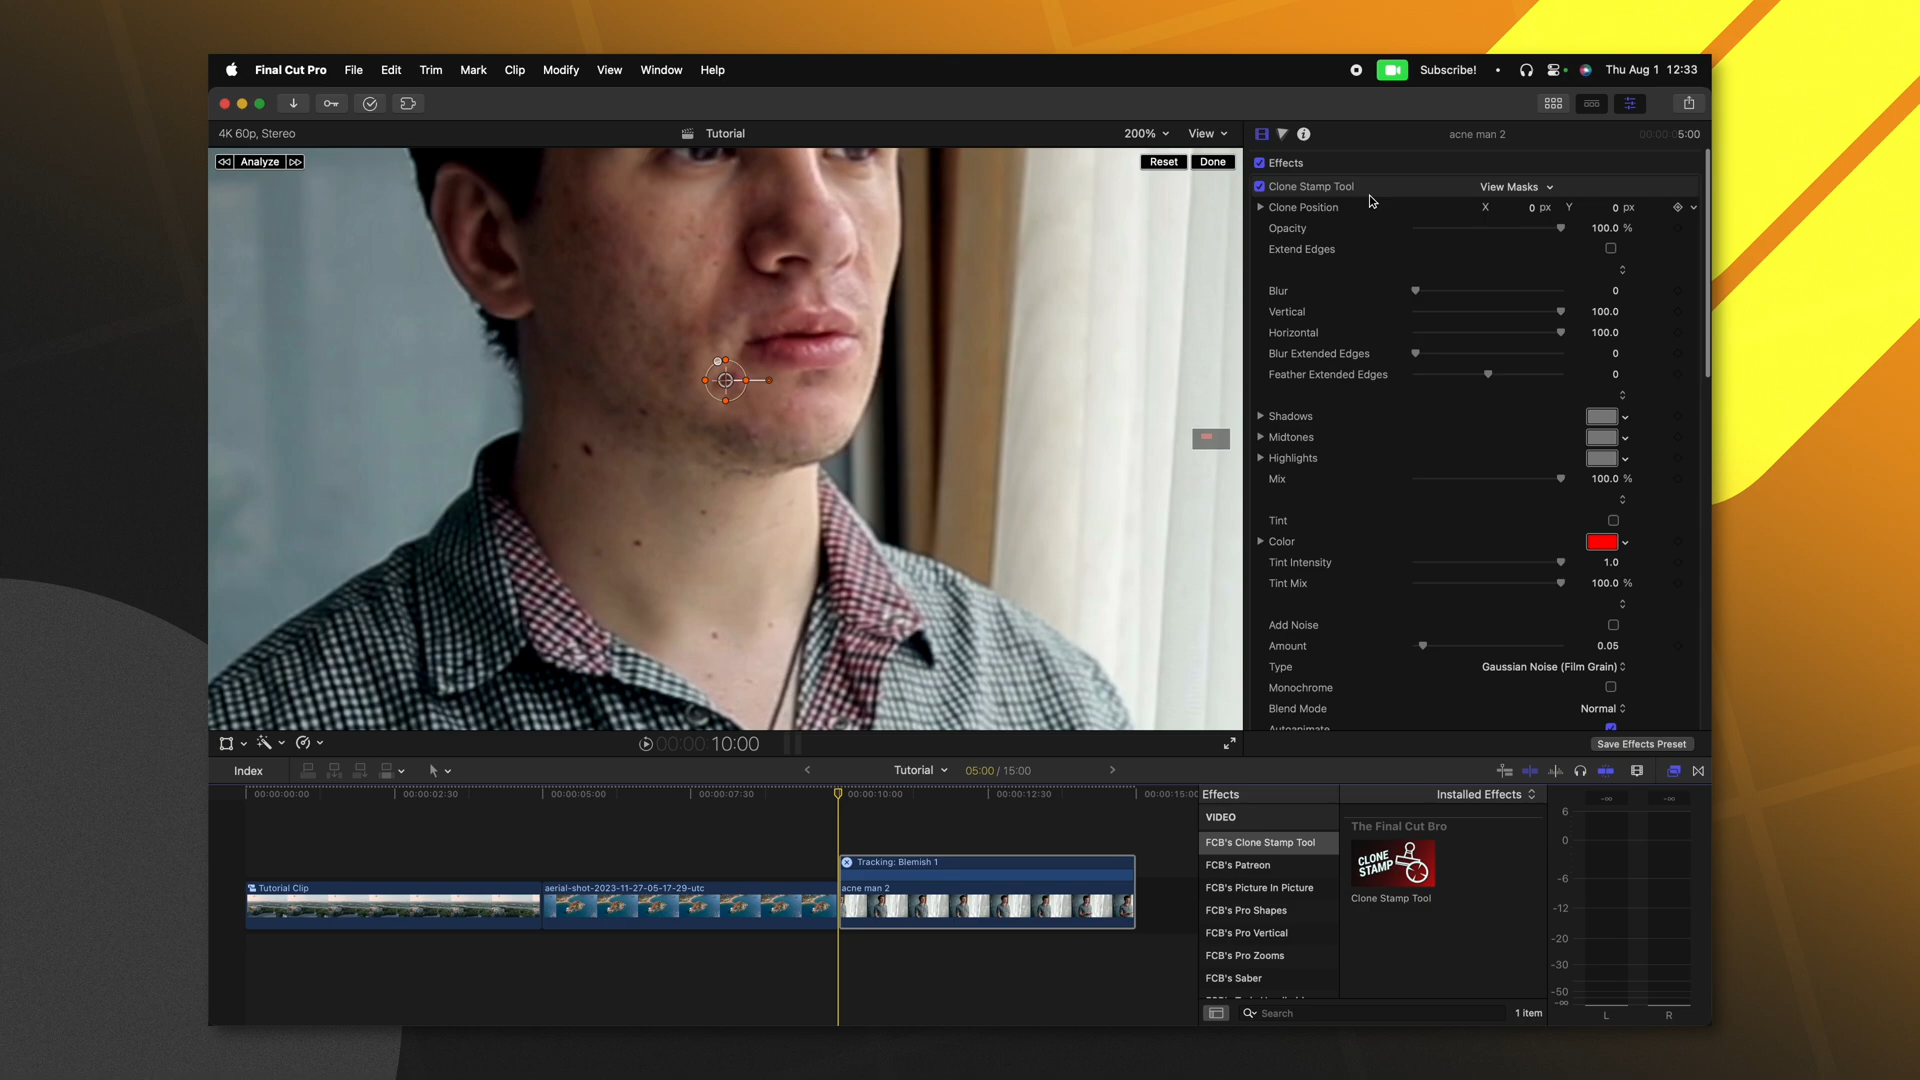 Final Cut Pro File Edit Trim Mark Clip Modify View Window Help Subscribe! Thu Aug 1 12:33
4K 60p, Stereo Tutorial 200% View acne man 2 00:00:05:00
Analyze Reset Done
Effects
Clone Stamp Tool View Masks
Clone Position X 0 px Y 0 px
Opacity 100.0 %
Extend Edges
Blur 0
Vertical 100.0
Horizontal 100.0
Blur Extended Edges 0
Feather Extended Edges 0
Shadows
Midtones
Highlights
Mix 100.0 %
Tint
Color
Tint Intensity 1.0
Tint Mix 100.0 %
Add Noise
Amount 0.05
Type Gaussian Noise (Film Grain)
Monochrome
Blend Mode Normal
Autoanimate
00:00:10:00 Save Effects Preset
Index Tutorial 05:00 / 15:00
00:00:00:00 00:00:02:30 00:00:05:00 00:00:07:30 00:00:10:00 00:00:12:30 00:00:15:00
Tracking: Blemish 1
Tutorial Clip aerial-shot-2023-11-27-05-17-29-utc acne man 2
Effects Installed Effects
VIDEO
FCB's Clone Stamp Tool
FCB's Patreon
FCB's Picture In Picture
FCB's Pro Shapes
FCB's Pro Vertical
FCB's Pro Zooms
FCB's Saber
The Final Cut Bro
CLONE
STAMP
Clone Stamp Tool
Search 1 item
-∞ -∞
6
0
-6
-12
-20
-30
-50
-∞
L R